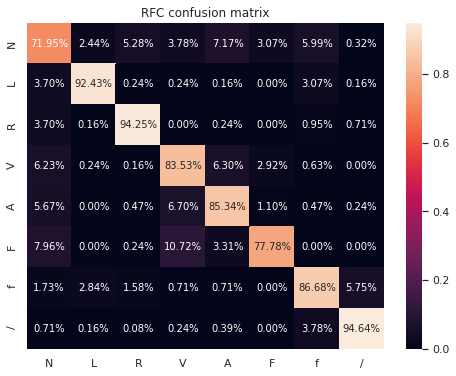 RFC confusion matrix
N 71.95% 2.44% 5.28% 3.78% 7.17% 3.07% 5.99% 0.32%
L 3.70% 92.43% 0.24% 0.24% 0.16% 0.00% 3.07% 0.16%
R 3.70% 0.16% 94.25% 0.00% 0.24% 0.00% 0.95% 0.71%
V 6.23% 0.24% 0.16% 83.53% 6.30% 2.92% 0.63% 0.00%
A 5.67% 0.00% 0.47% 6.70% 85.34% 1.10% 0.47% 0.24%
F 7.96% 0.00% 0.24% 10.72% 3.31% 77.78% 0.00% 0.00%
f 1.73% 2.84% 1.58% 0.71% 0.71% 0.00% 86.68% 5.75%
/ 0.71% 0.16% 0.08% 0.24% 0.39% 0.00% 3.78% 94.64%
N L R V A F f /
0.8
0.6
0.4
0.2
0.0